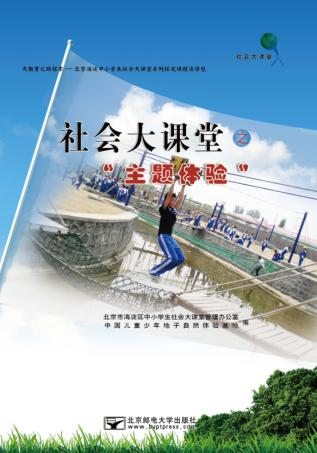 大教育之路探索——北京海淀中小学生社会大课堂系列探究课程资源包
社会大课堂
社会大课堂之
“主题体验”
北京市海淀区中小学生社会大课堂管理办公室
中国儿童少年地子自然体验基地 编
北京邮电大学出版社
www.buptpress.com